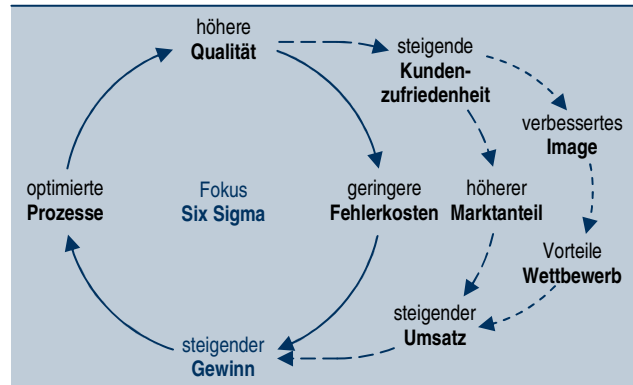 höhere
Qualität
steigende
Kunden-
zufriedenheit
verbessertes
Image
optimierte
Prozesse
Fokus
Six Sigma
geringere
Fehlerkosten
höherer
Marktanteil
Vorteile
Wettbewerb
steigender
Umsatz
steigender
Gewinn